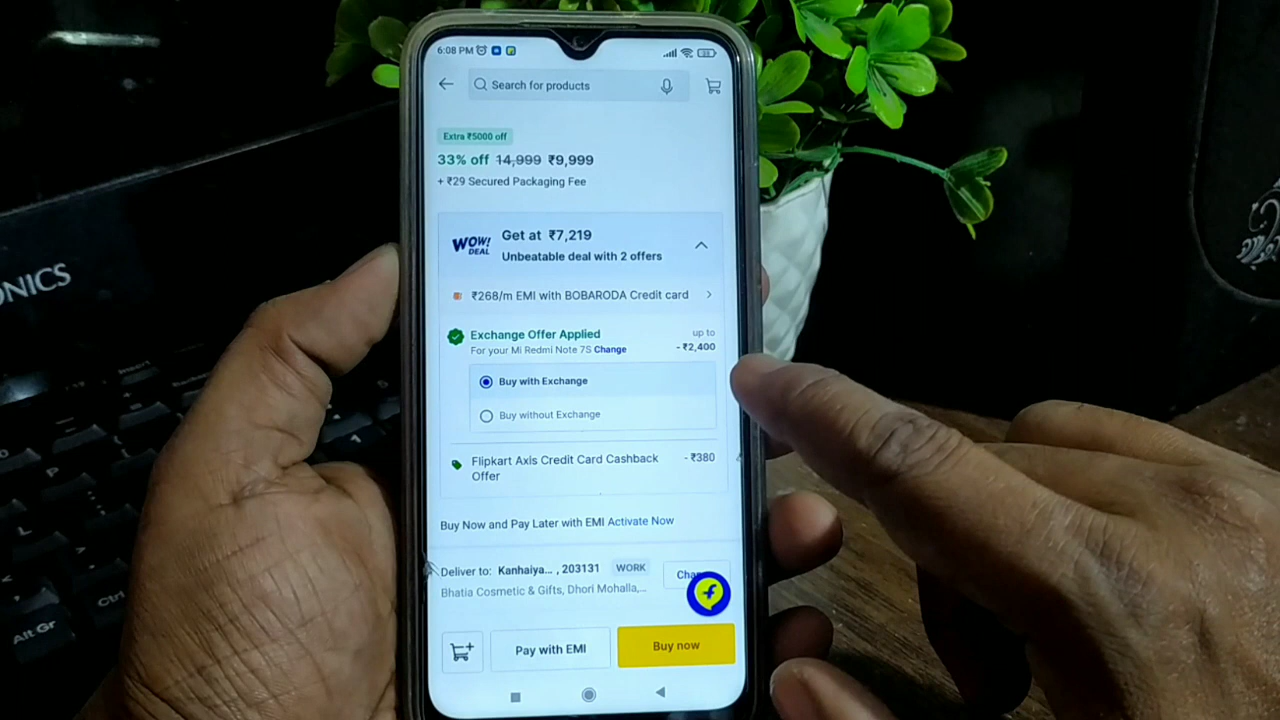 6:08 PM
Search for products
Extra ₹5000 off
33% off 14,999 ₹9,999
+ ₹29 Secured Packaging Fee
WOW!
DEAL
Get at ₹7,219
Unbeatable deal with 2 offers
₹268/m EMI with BOBARODA Credit card
Exchange Offer Applied
up to
For your Mi Redmi Note 7S Change
- ₹2,400
Buy with Exchange
Buy without Exchange
Flipkart Axis Credit Card Cashback
Offer
- ₹380
Buy Now and Pay Later with EMI Activate Now
Deliver to: Kanhaiya... , 203131 WORK
Bhatia Cosmetic & Gifts, Dhori Mohalla,...
Pay with EMI
Buy now
ONICS
Ctrl
Alt Gr